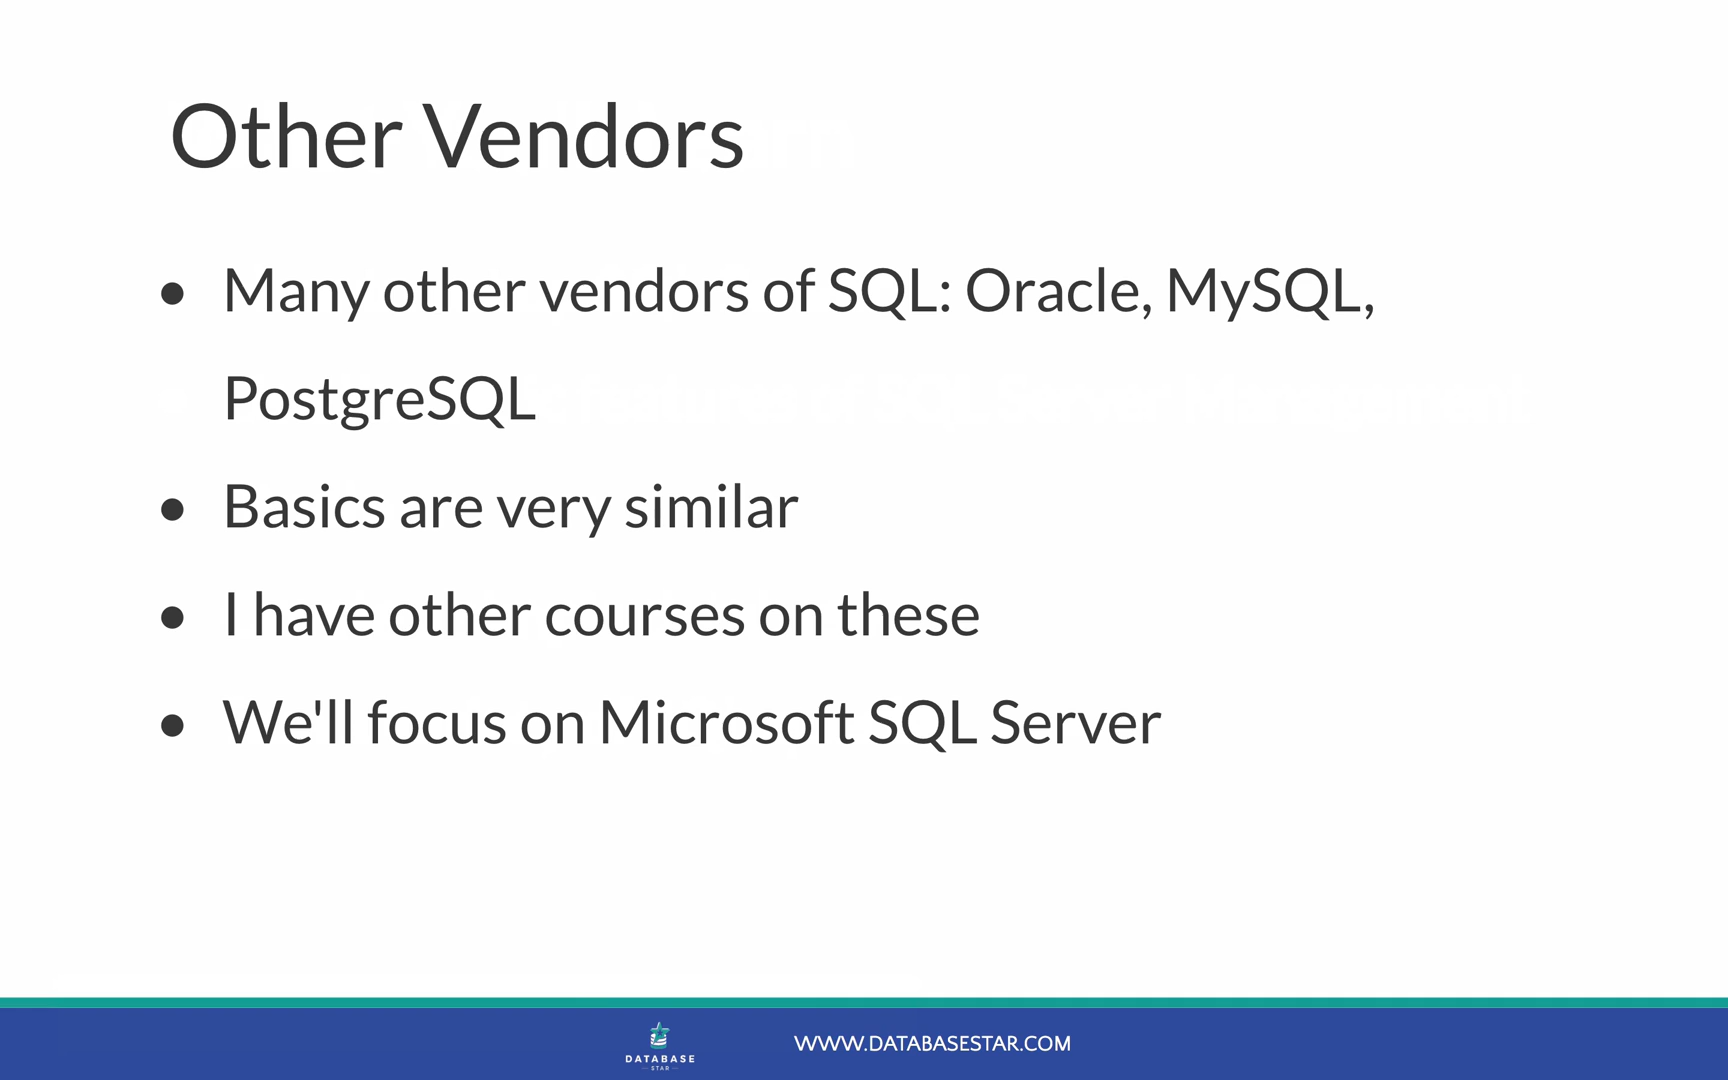 Other Vendors
• Many other vendors of SQL: Oracle, MySQL,
PostgreSQL
• Basics are very similar
• I have other courses on these
• We'll focus on Microsoft SQL Server
DATABASE
STAR
WWW.DATABASESTAR.COM